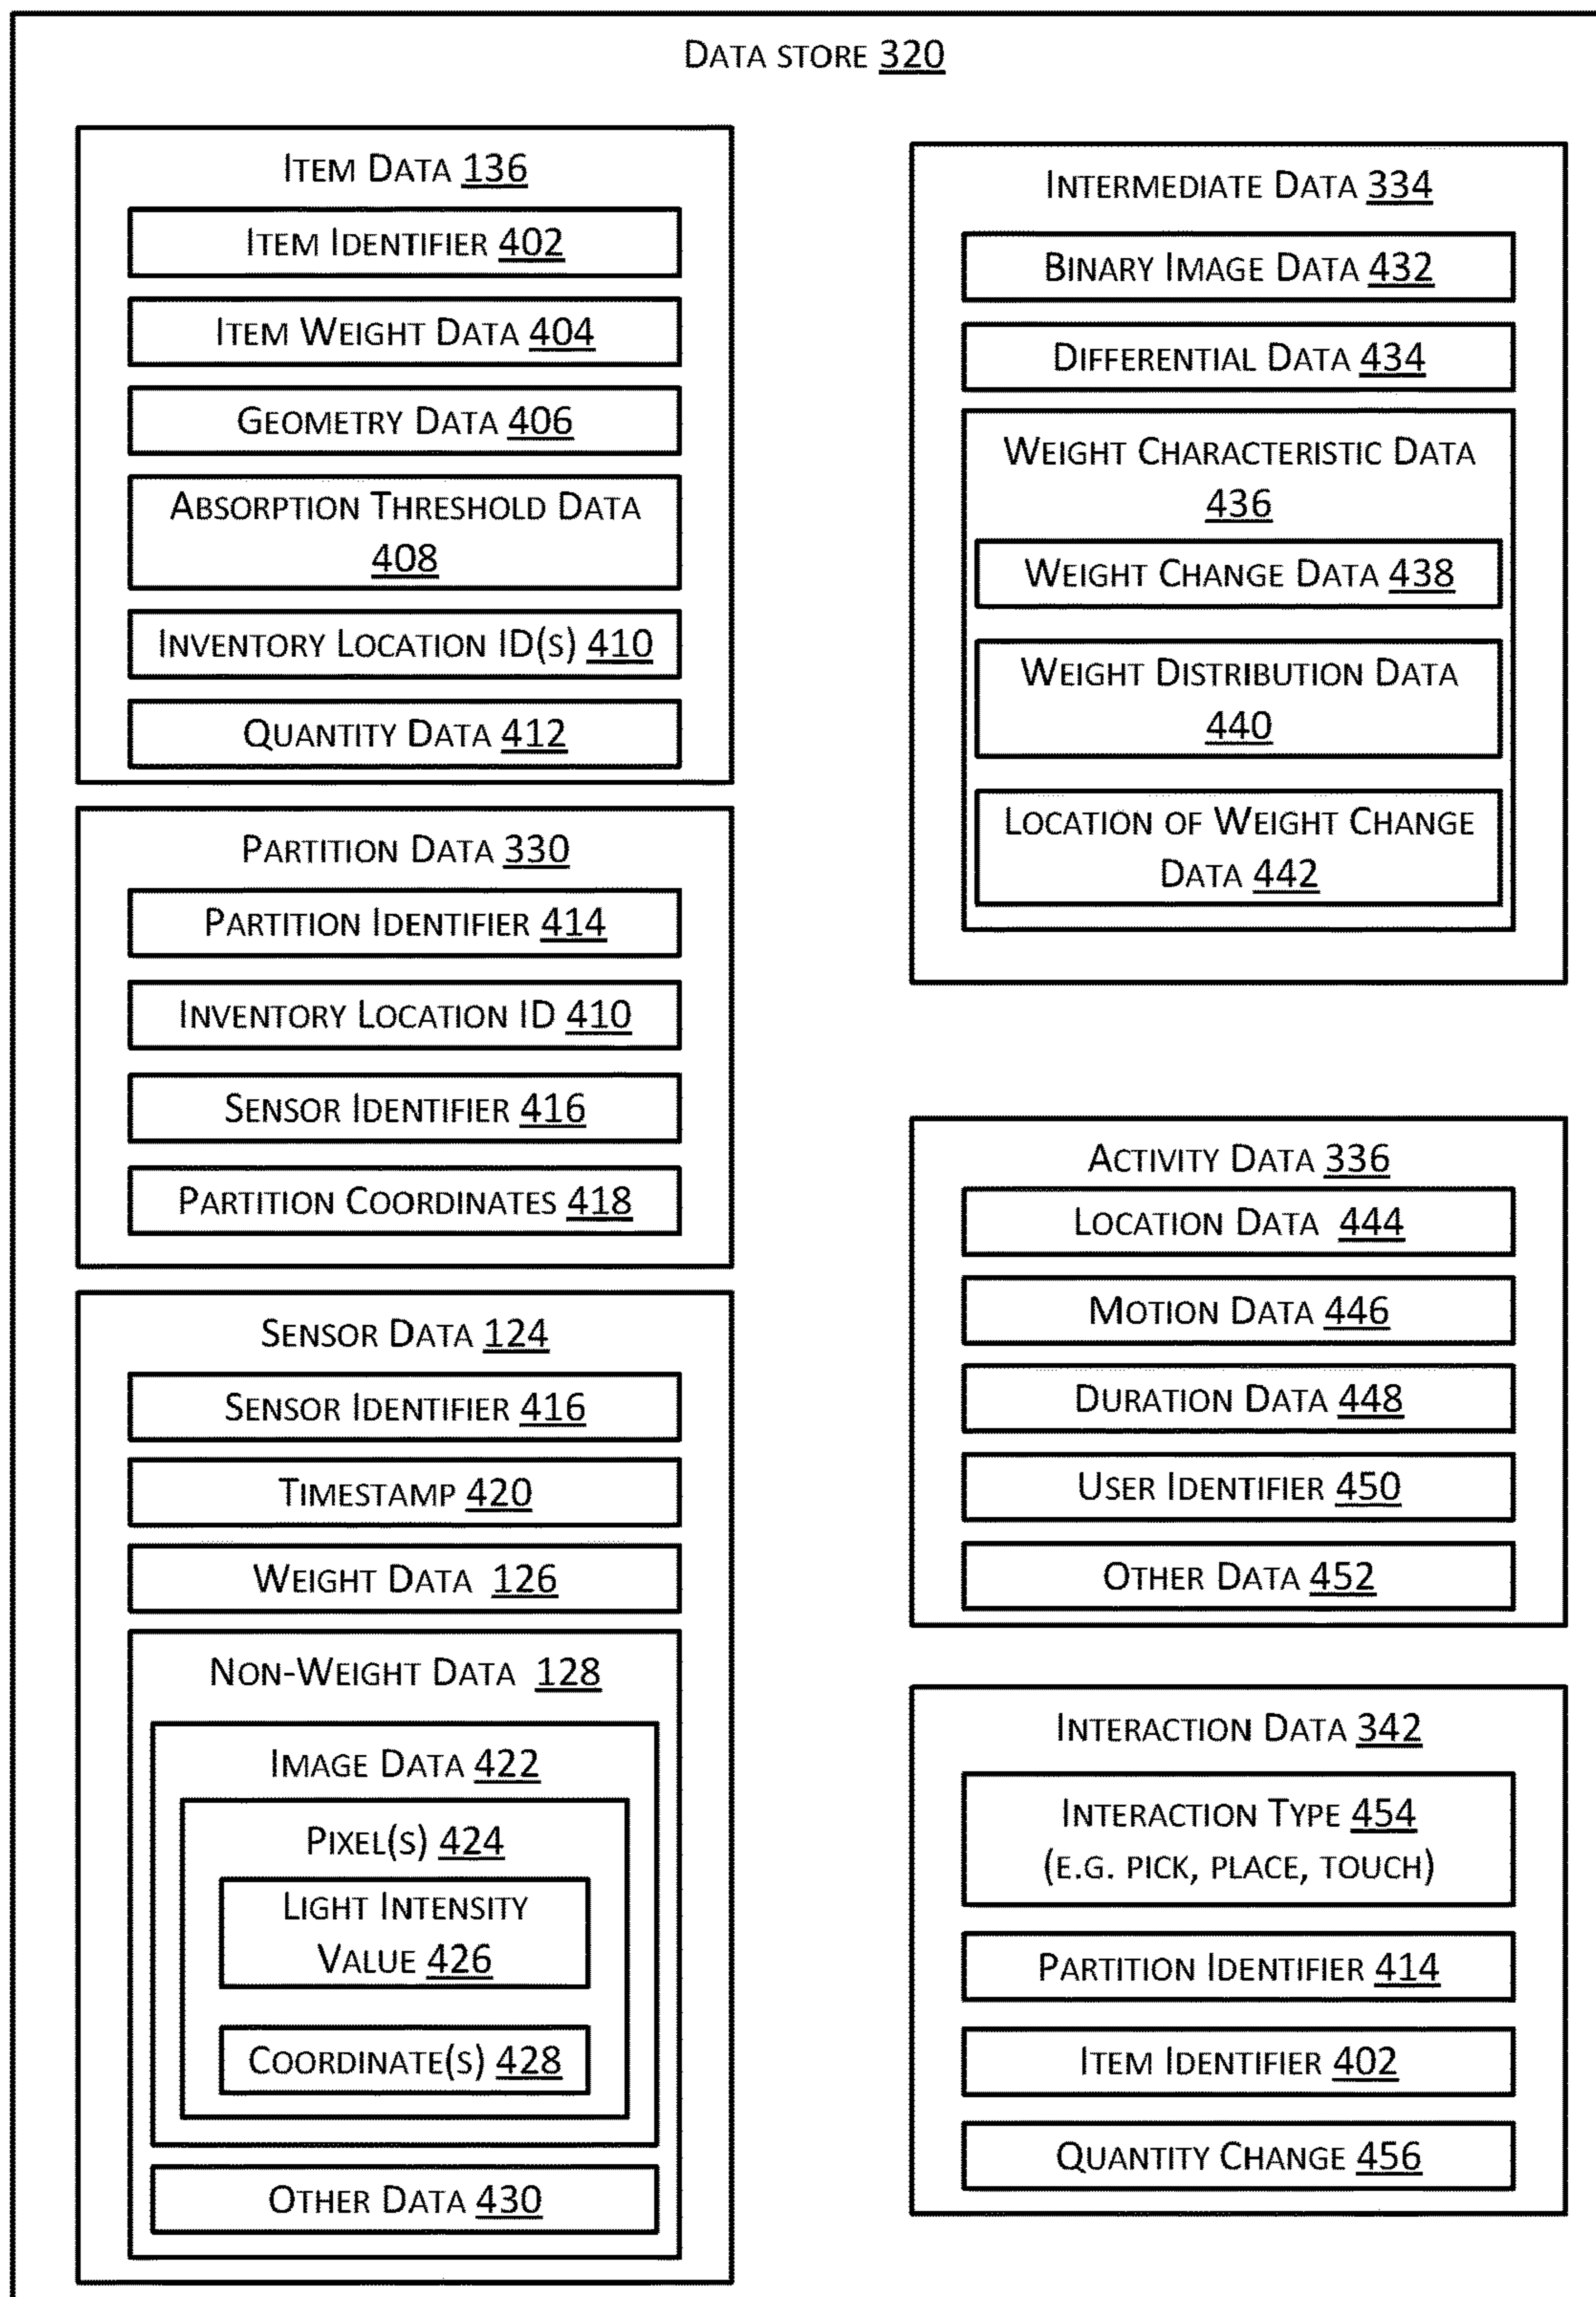 DATA STORE 320
ITEM DATA 136
ITEM IDENTIFIER 402
ITEM WEIGHT DATA 404
GEOMETRY DATA 406
ABSORPTION THRESHOLD DATA
408
INVENTORY LOCATION ID(S) 410
QUANTITY DATA 412
PARTITION DATA 330
PARTITION IDENTIFIER 414
INVENTORY LOCATION ID 410
SENSOR IDENTIFIER 416
PARTITION COORDINATES 418
SENSOR DATA 124
SENSOR IDENTIFIER 416
TIMESTAMP 420
WEIGHT DATA 126
NON-WEIGHT DATA 128
IMAGE DATA 422
PIXEL(S) 424
LIGHT INTENSITY
VALUE 426
COORDINATE(S) 428
OTHER DATA 430
INTERMEDIATE DATA 334
BINARY IMAGE DATA 432
DIFFERENTIAL DATA 434
WEIGHT CHARACTERISTIC DATA
436
WEIGHT CHANGE DATA 438
WEIGHT DISTRIBUTION DATA
440
LOCATION OF WEIGHT CHANGE
DATA 442
ACTIVITY DATA 336
LOCATION DATA 444
MOTION DATA 446
DURATION DATA 448
USER IDENTIFIER 450
OTHER DATA 452
INTERACTION DATA 342
INTERACTION TYPE 454
(E.G. PICK, PLACE, TOUCH)
PARTITION IDENTIFIER 414
ITEM IDENTIFIER 402
QUANTITY CHANGE 456